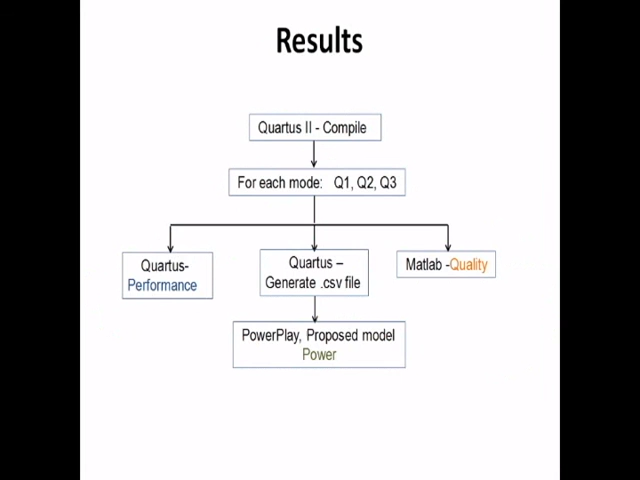 Results
Quartus II - Compile
For each mode: Q1, Q2, Q3
Quartus-
Performance
Quartus –
Generate .csv file
Matlab -Quality
PowerPlay, Proposed model
Power